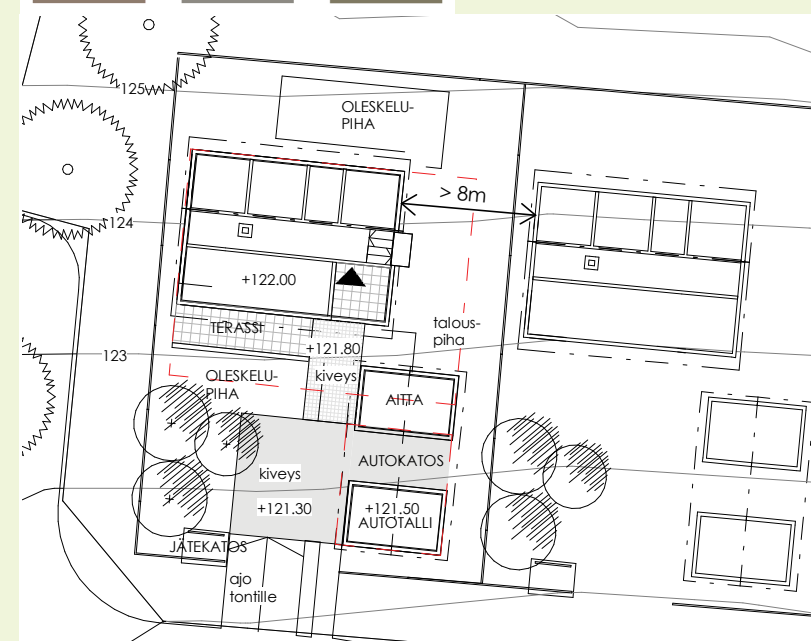 125
OLESKELU-
PIHA
> 8m
124
+122.00
TERASSI
talous-
piha
+121.80
123
OLESKELU-
PIHA
kiveys
AITTA
AUTOKATOS
kiveys
+121.30
+121.50
AUTOTALLI
JÄTEKATOS
ajo
tontille